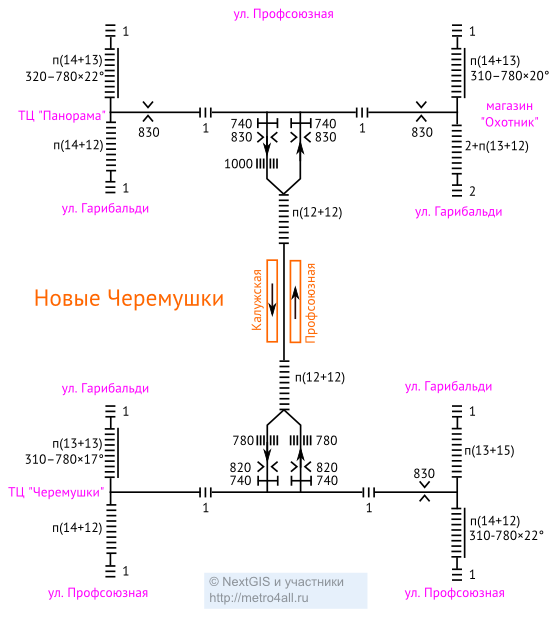 ул. Профсоюзная
1
1
п(14+13)
320–780×22°
п(14+13)
310–780×20°
ТЦ "Панорама"
магазин
"Охотник"
830
1
740
830
740
830
1
830
п(14+12)
2+п(13+12)
1000
1
2
ул. Гарибальди
п(12+12)
ул. Гарибальди
Новые Черемушки
Калужская
Профсоюзная
п(12+12)
ул. Гарибальди
ул. Гарибальди
1
1
п(13+13)
310–780×17°
780
780
п(13+15)
820
740
820
740
830
ТЦ "Черемушки"
1
1
п(14+12)
п(14+12)
310-780×22°
1
1
ул. Профсоюзная
ул. Профсоюзная
© NextGIS и участники
http://metro4all.ru